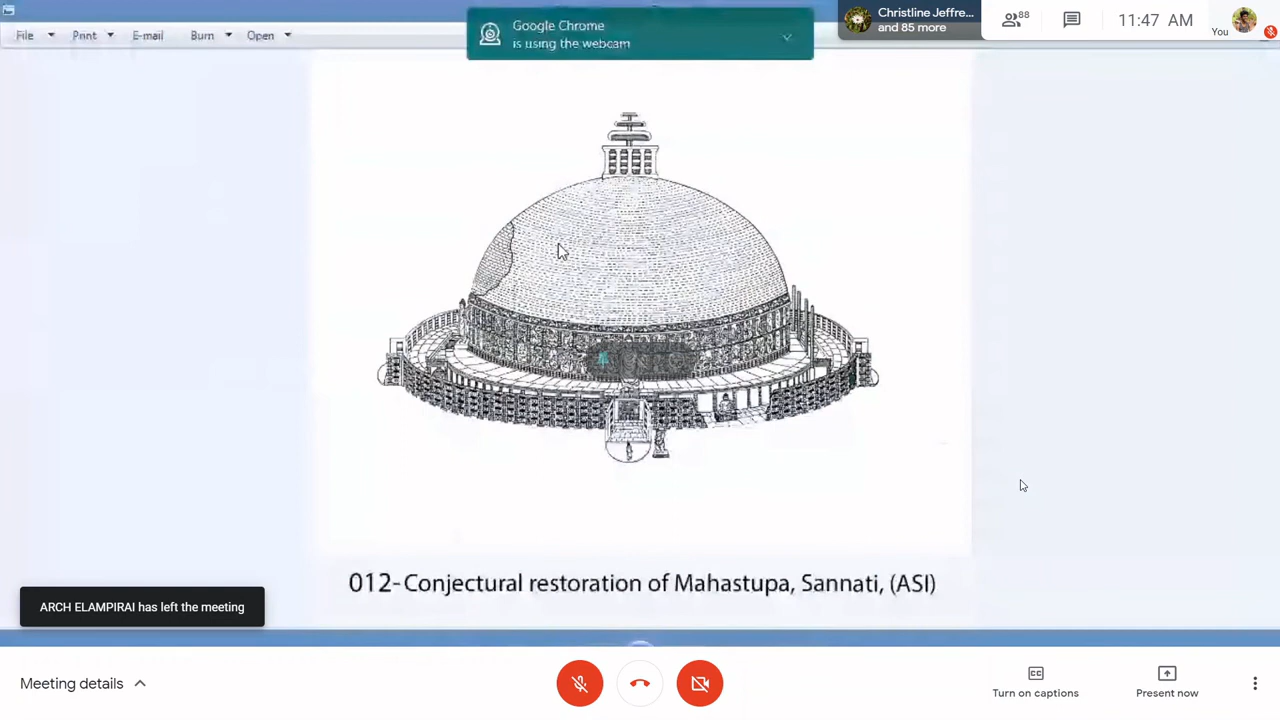 Google Chrome
is using the webcam
Christline Jeffre...
and 85 more
88
11:47 AM
You
File Print E-mail Burn Open
012-Conjectural restoration of Mahastupa, Sannati, (ASI)
ARCH ELAMPIRAI has left the meeting
Meeting details
CC
Turn on captions
Present now